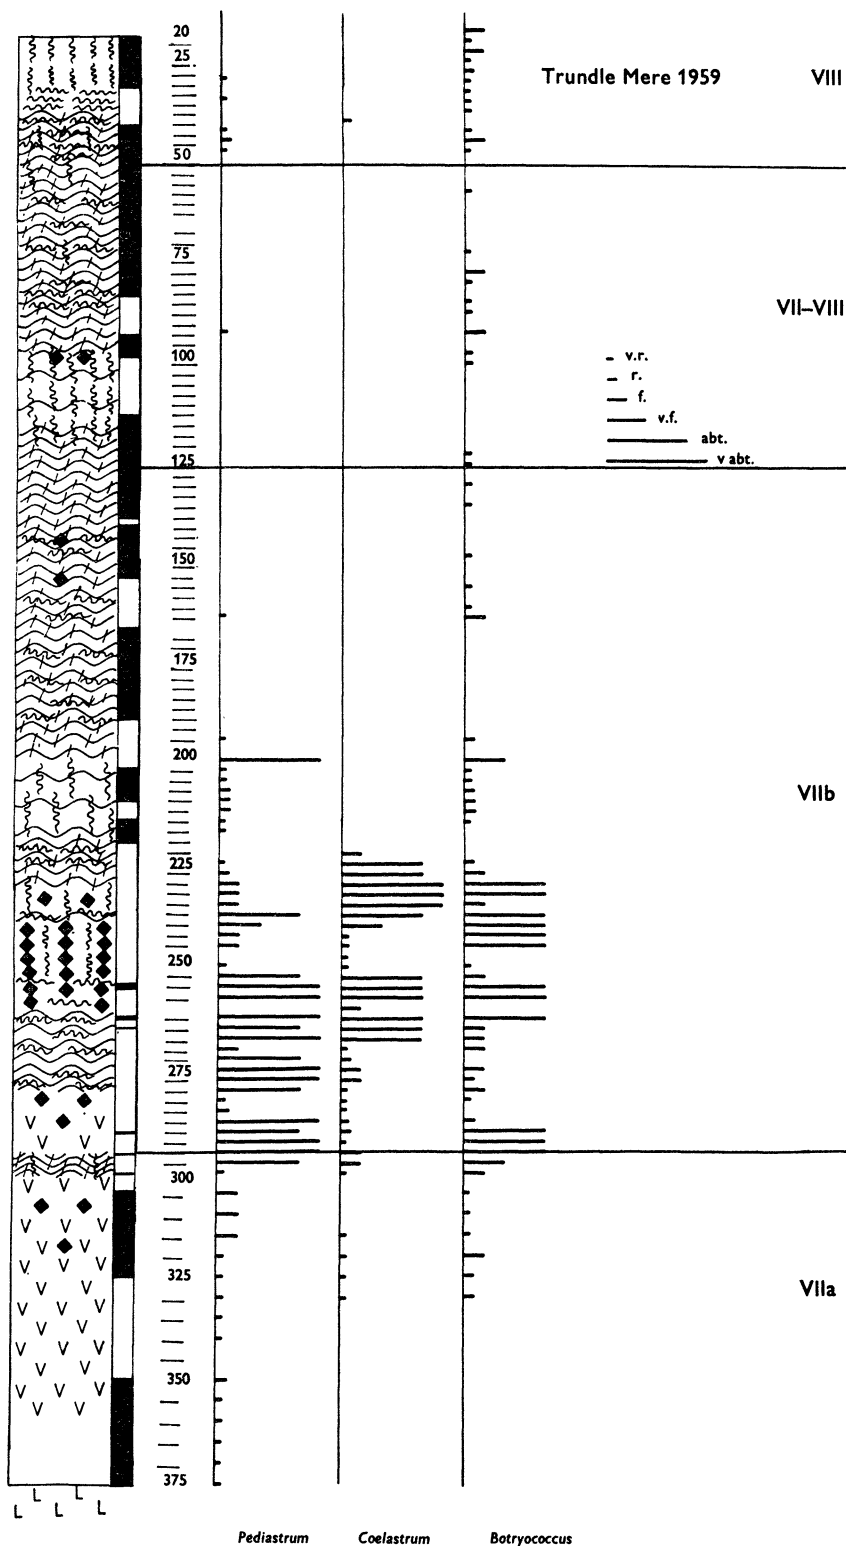 20
25
Trundle Mere 1959
VIII
50
75
VII–VIII
100
v.r.
r.
f.
v.f.
abt.
v abt.
125
150
175
200
VIIb
225
250
275
300
325
VIIa
350
375
L L
L L L
Pediastrum Coelastrum Botryococcus